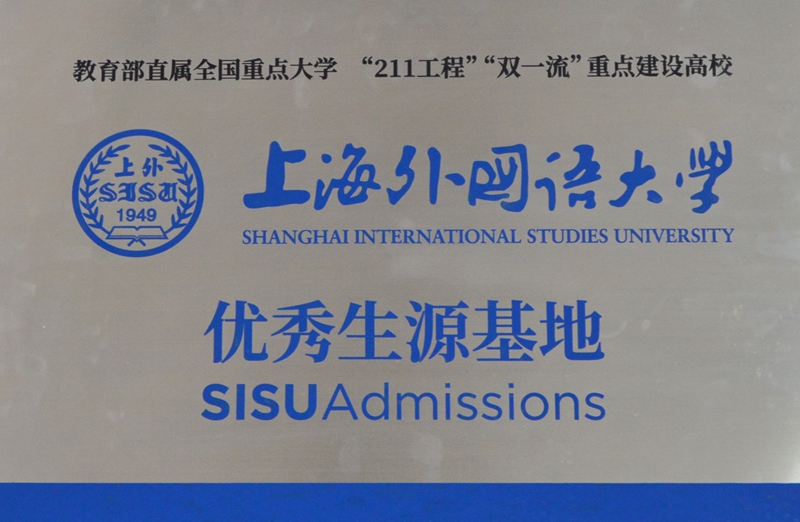 教育部直属全国重点大学 “211工程”“双一流”重点建设高校
上外
SISU
1949
上海外国语大学
SHANGHAI INTERNATIONAL STUDIES UNIVERSITY
优秀生源基地
SISUAdmissions